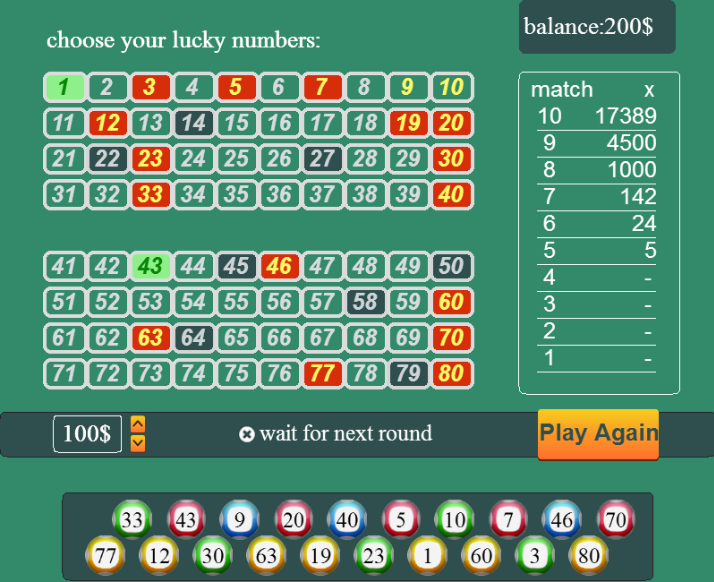 balance:200$
choose your lucky numbers:
1 2 3 4 5 6 7 8 9 10
11 12 13 14 15 16 17 18 19 20
21 22 23 24 25 26 27 28 29 30
31 32 33 34 35 36 37 38 39 40
41 42 43 44 45 46 47 48 49 50
51 52 53 54 55 56 57 58 59 60
61 62 63 64 65 66 67 68 69 70
71 72 73 74 75 76 77 78 79 80
match x
10 17389
9 4500
8 1000
7 142
6 24
5 5
4 -
3 -
2 -
1 -
100$ wait for next round Play Again
33 43 9 20 40 5 10 7 46 70
77 12 30 63 19 23 1 60 3 80